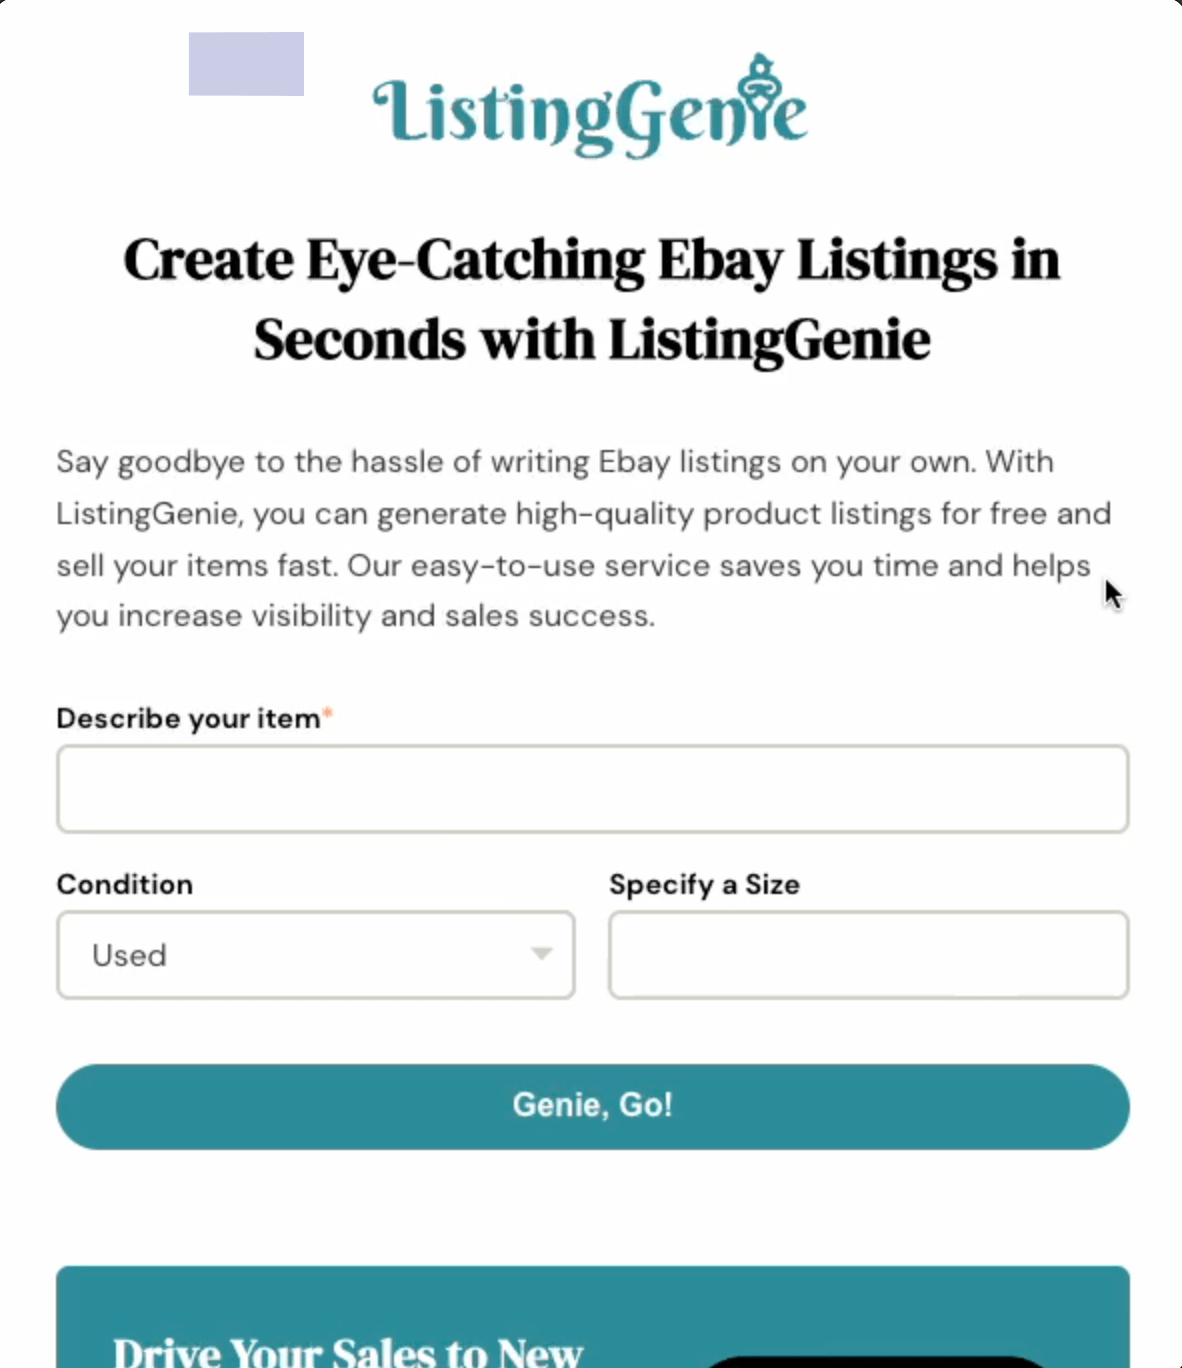 ListingGenie
Create Eye-Catching Ebay Listings in
Seconds with ListingGenie
Say goodbye to the hassle of writing Ebay listings on your own. With
ListingGenie, you can generate high-quality product listings for free and
sell your items fast. Our easy-to-use service saves you time and helps
you increase visibility and sales success.
Describe your item*
Condition
Specify a Size
Used
Genie, Go!
Drive Your Sales to New